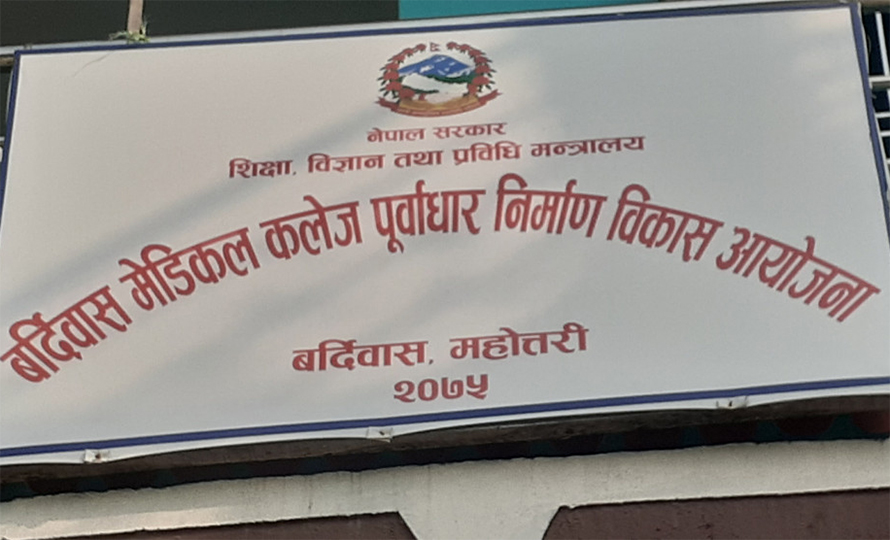 नेपाल सरकार
शिक्षा, विज्ञान तथा प्रविधि मन्त्रालय
बर्दिवास मेडिकल कलेज पूर्वाधार निर्माण विकास आयोजना
बर्दिवास, महोत्तरी
२०७५